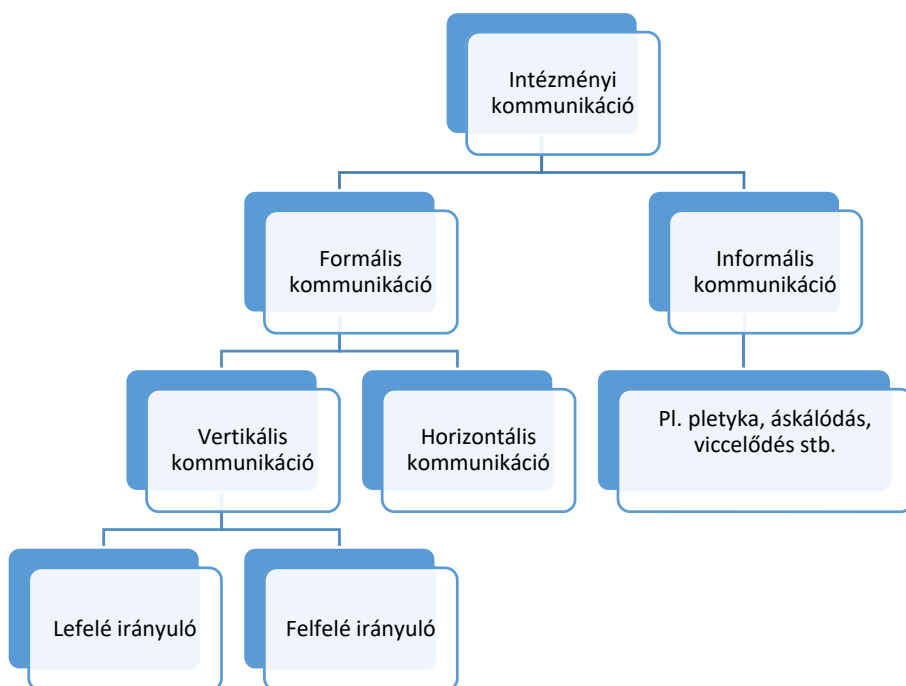 Intézményi
kommunikáció
Formális
kommunikáció
Informális
kommunikáció
Vertikális
kommunikáció
Horizontális
kommunikáció
Pl. pletyka, áskálódás,
viccelődés stb.
Lefelé irányuló
Felfelé irányuló